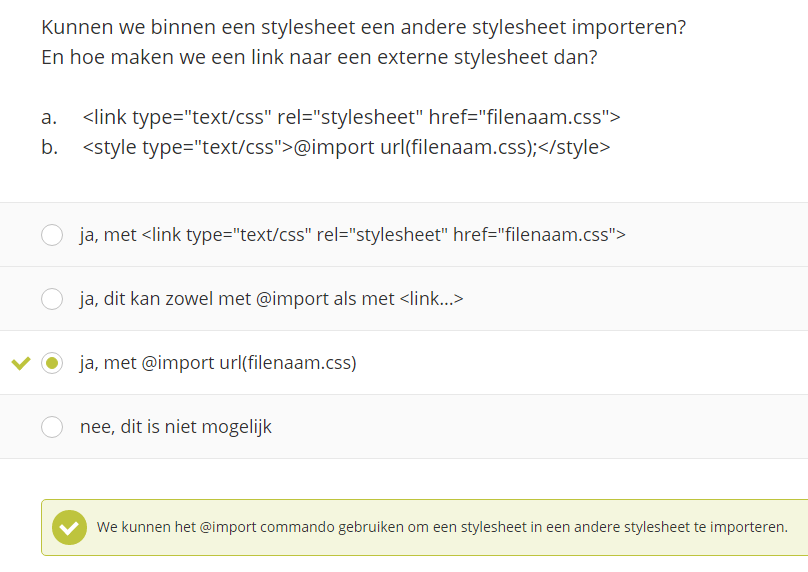 Kunnen we binnen een stylesheet een andere stylesheet importeren?
En hoe maken we een link naar een externe stylesheet dan?
a. <link type="text/css" rel="stylesheet" href="filenaam.css">
b. <style type="text/css">@import url(filenaam.css);</style>
ja, met <link type="text/css" rel="stylesheet" href="filenaam.css">
ja, dit kan zowel met @import als met <link...>
ja, met @import url(filenaam.css)
nee, dit is niet mogelijk
We kunnen het @import commando gebruiken om een stylesheet in een andere stylesheet te importeren.